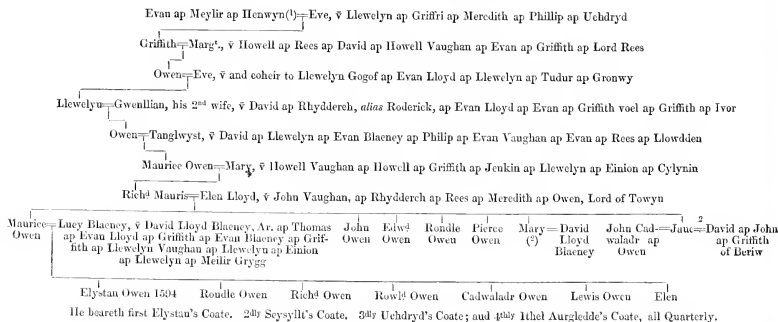 Evan ap Meylir ap Henwyn(¹)=Eve, ṽ Llewelyn ap Griffri ap Meredith ap Phillip ap Uchdryd
Griffith=Margᵗ., ṽ Howell ap Rees ap David ap Howell Vaughan ap Evan ap Griffith ap Lord Rees
Owen=Eve, ṽ and coheir to Llewelyn Gogof ap Evan Lloyd ap Llewelyn ap Tudur ap Gronwy
Llewelyn=Gwenllian, his 2ⁿᵈ wife, ṽ David ap Rhydderch, alias Roderick, ap Evan Lloyd ap Evan ap Griffith voel ap Griffith ap Ivor
Owen=Tanglwyst, ṽ David ap Llewelyn ap Evan Blaeney ap Philip ap Evan Vaughan ap Evan ap Rees ap Llowdden
Maurice Owen=Mary, ṽ Howell Vaughan ap Howell ap Griffith ap Jenkin ap Llewelyn ap Einion ap Cylynin
Richᵈ Mauris=Elen Lloyd, ṽ John Vaughan, ap Rhydderch ap Rees ap Meredith ap Owen, Lord of Towyn
Maurice Owen=Lucy Blaeney, ṽ David Lloyd Blaeney, Ar. ap Thomas
ap Evan Lloyd ap Griffith ap Evan Blaeney ap Grif-
fith ap Llewelyn Vaughan ap Llewelyn ap Einion
ap Llewelyn ap Meilir Grygg
John Owen
Edwᵈ Owen
Rondle Owen
Pierce Owen
Mary (²)=David Lloyd Blaeney
John Cadwaladr ap Owen=Jane=² David ap John ap Griffith of Beriw
Elystan Owen 1594 Roudle Owen Richᵈ Owen Rowlᵈ Owen Cadwaladr Owen Lewis Owen Elen
He beareth first Elystan's Coate. 2ᵈˡʸ Seysyllt's Coate, 3ᵈˡʸ Uchdryd's Coate; and 4ᵗʰˡʸ Ithel Aurgledde's Coate, all Quarterly.